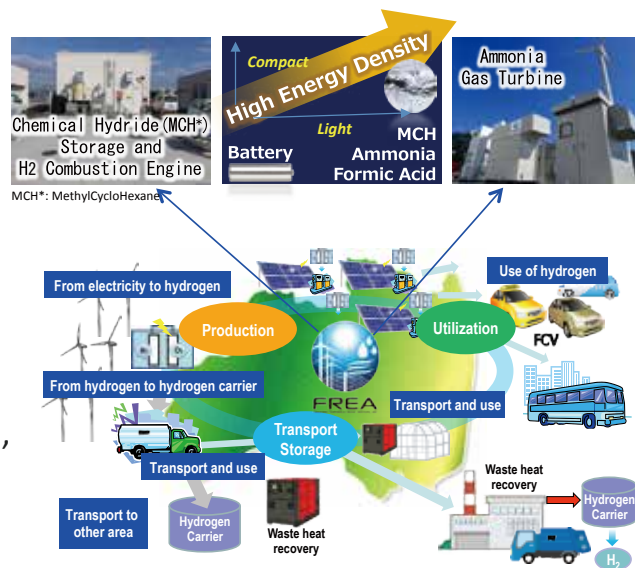 Compact
High Energy Density
Light
Battery
MCH
Ammonia
Formic Acid
Chemical Hydride(MCH*)
Storage and
H2 Combustion Engine
Ammonia
Gas Turbine
MCH*: MethylCycloHexane
From electricity to hydrogen
Use of hydrogen
Production
Utilization
FCV
From hydrogen to hydrogen carrier
FREA
Transport and use
Transport
Storage
,
Transport and use
Waste heat
recovery
Transport to
other area
Hydrogen
Carrier
Waste heat
recovery
Hydrogen
Carrier
H2